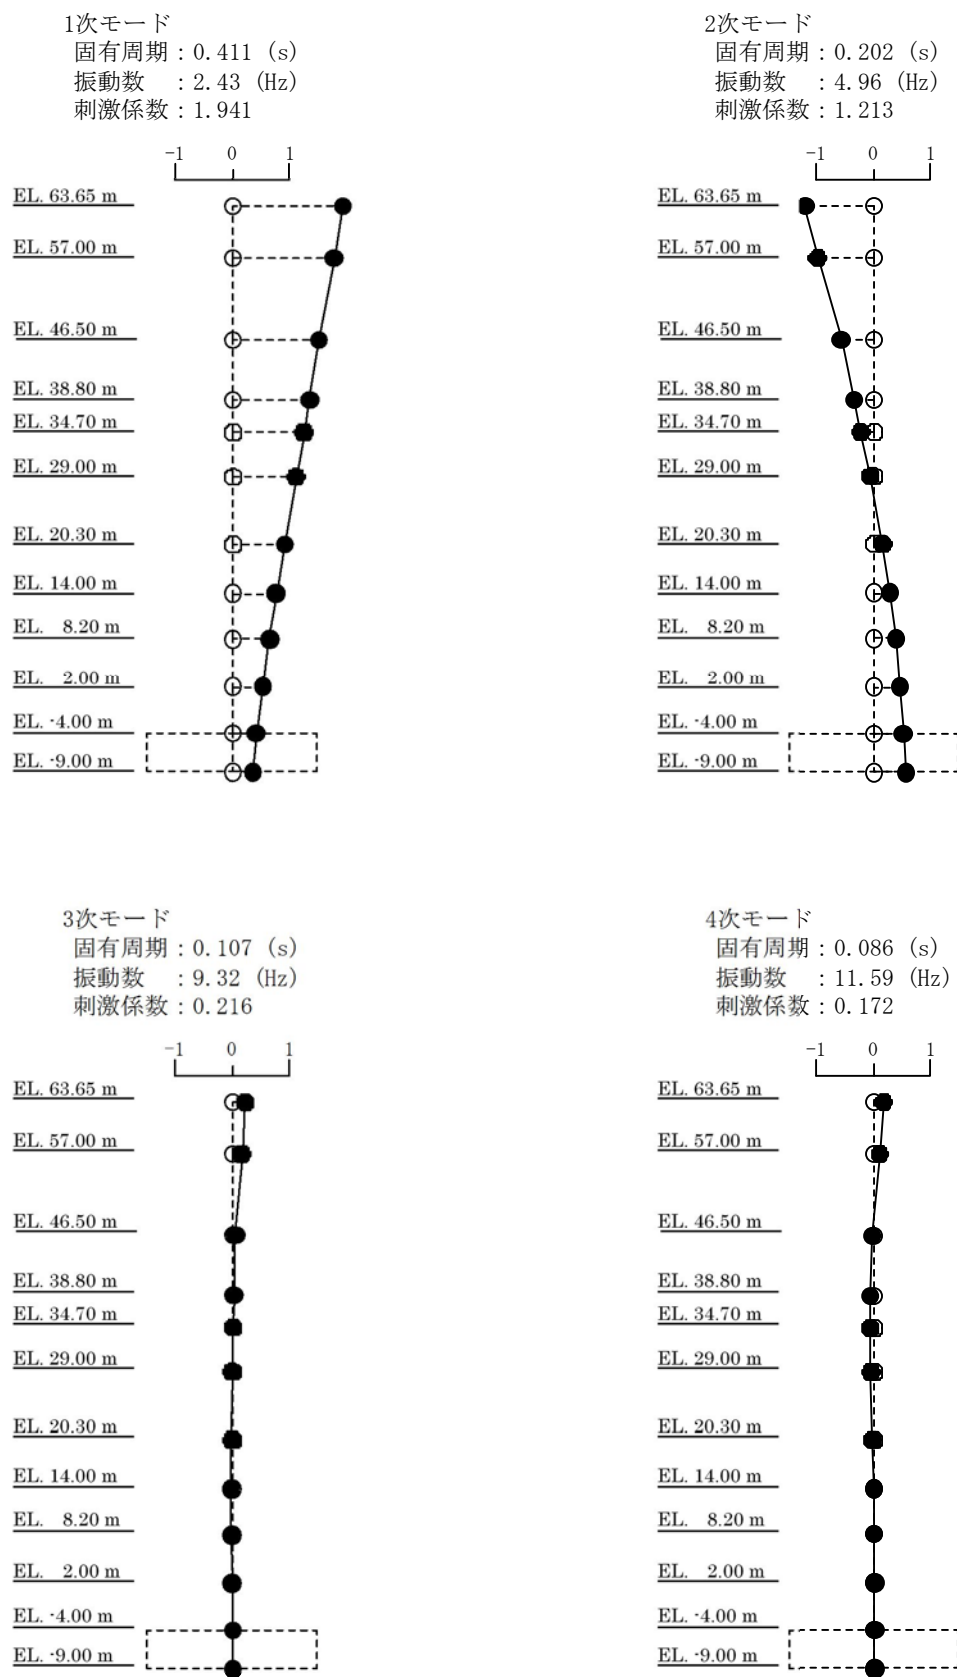 1次モード
固有周期：0.411 (s)
振動数　：2.43 (Hz)
刺激係数：1.941
-1 0 1
EL. 63.65 m
EL. 57.00 m
EL. 46.50 m
EL. 38.80 m
EL. 34.70 m
EL. 29.00 m
EL. 20.30 m
EL. 14.00 m
EL. 8.20 m
EL. 2.00 m
EL. -4.00 m
EL. -9.00 m
2次モード
固有周期：0.202 (s)
振動数　：4.96 (Hz)
刺激係数：1.213
-1 0 1
EL. 63.65 m
EL. 57.00 m
EL. 46.50 m
EL. 38.80 m
EL. 34.70 m
EL. 29.00 m
EL. 20.30 m
EL. 14.00 m
EL. 8.20 m
EL. 2.00 m
EL. -4.00 m
EL. -9.00 m
3次モード
固有周期：0.107 (s)
振動数　：9.32 (Hz)
刺激係数：0.216
-1 0 1
EL. 63.65 m
EL. 57.00 m
EL. 46.50 m
EL. 38.80 m
EL. 34.70 m
EL. 29.00 m
EL. 20.30 m
EL. 14.00 m
EL. 8.20 m
EL. 2.00 m
EL. -4.00 m
EL. -9.00 m
4次モード
固有周期：0.086 (s)
振動数　：11.59 (Hz)
刺激係数：0.172
-1 0 1
EL. 63.65 m
EL. 57.00 m
EL. 46.50 m
EL. 38.80 m
EL. 34.70 m
EL. 29.00 m
EL. 20.30 m
EL. 14.00 m
EL. 8.20 m
EL. 2.00 m
EL. -4.00 m
EL. -9.00 m